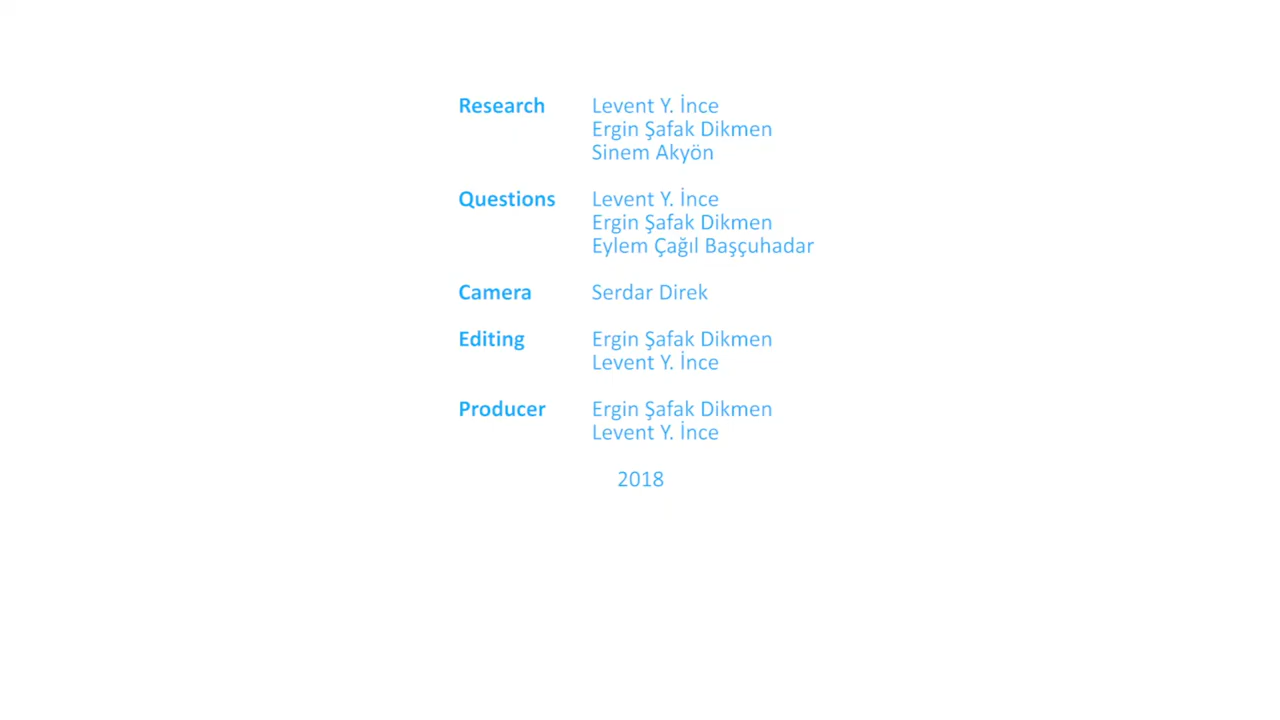 Research Levent Y. İnce
Ergin Şafak Dikmen
Sinem Akyön
Questions Levent Y. İnce
Ergin Şafak Dikmen
Eylem Çağıl Başçuhadar
Camera Serdar Direk
Editing Ergin Şafak Dikmen
Levent Y. İnce
Producer Ergin Şafak Dikmen
Levent Y. İnce
2018